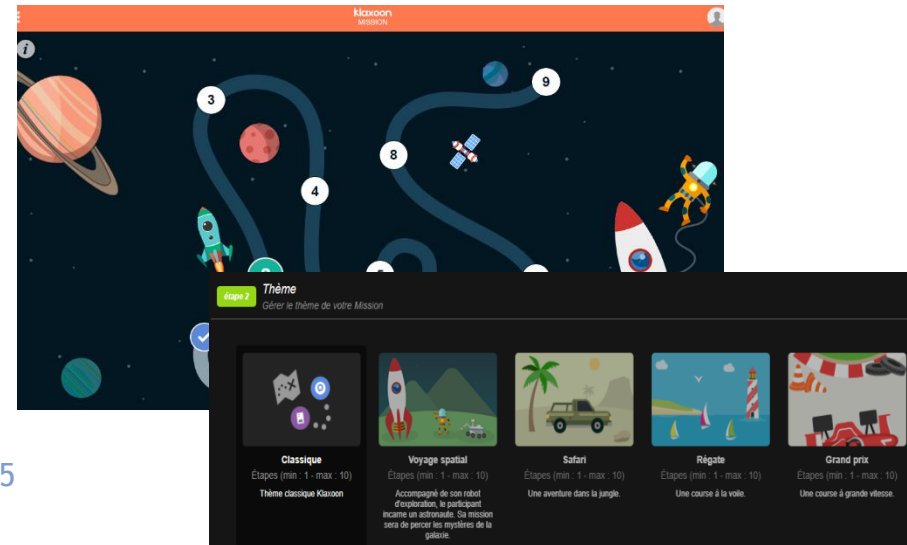 klaxoon
MISSION
i
3
9
8
4
étape 2
Thème
Gérer le thème de votre Mission
Classique
Étapes (min : 1 - max : 10)
Thème classique Klaxoon
Voyage spatial
Étapes (min : 1 - max : 10)
Accompagné de son robot
d'exploration, le participant
incarne un astronaute. Sa mission
sera de percer les mystères de la
galaxie.
Safari
Étapes (min : 1 - max : 10)
Une aventure dans la jungle.
Régate
Étapes (min : 1 - max : 10)
Une course à la voile.
Grand prix
Étapes (min : 1 - max : 10)
Une course à grande vitesse.
5